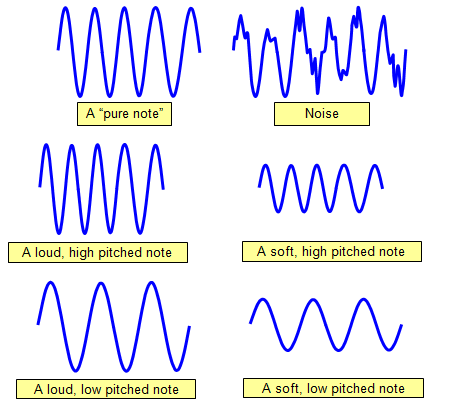 A “pure note”
Noise
A loud, high pitched note
A soft, high pitched note
A loud, low pitched note
A soft, low pitched note